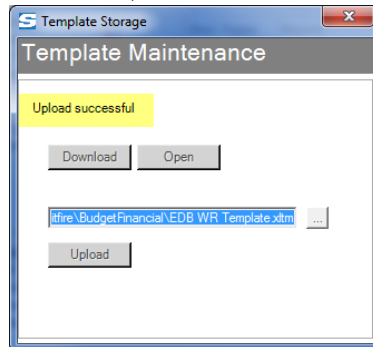 Template Storage
Template Maintenance
Upload successful
Download Open
itfire\BudgetFinancial\EDB WR Template.xltm ...
Upload